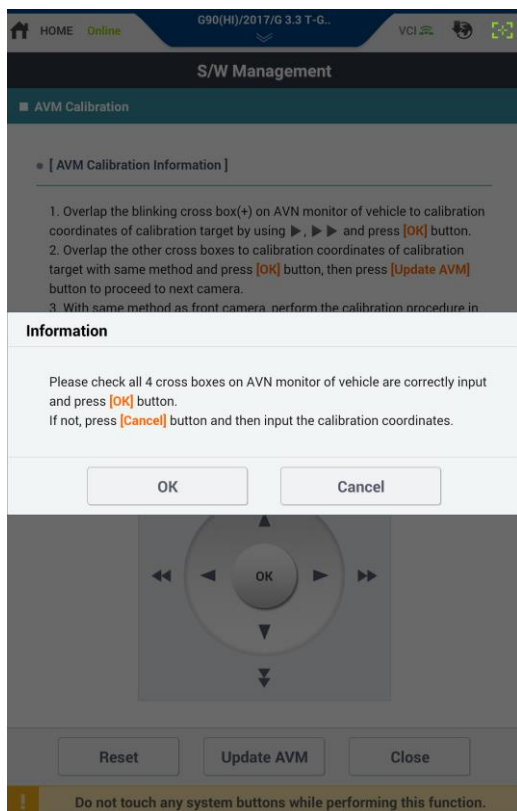 G90(HI)/2017/G 3.3 T-G..
HOME Online VCI
S/W Management
■ AVM Calibration
● [ AVM Calibration Information ]
1. Overlap the blinking cross box(+) on AVN monitor of vehicle to calibration
coordinates of calibration target by using ▶, ▶ ▶ and press [OK] button.
2. Overlap the other cross boxes to calibration coordinates of calibration
target with same method and press [OK] button, then press [Update AVM]
button to proceed to next camera.
3. With same method as front camera, perform the calibration procedure in
Information
Please check all 4 cross boxes on AVN monitor of vehicle are correctly input
and press [OK] button.
If not, press [Cancel] button and then input the calibration coordinates.
OK Cancel
OK
Reset Update AVM Close
! Do not touch any system buttons while performing this function.